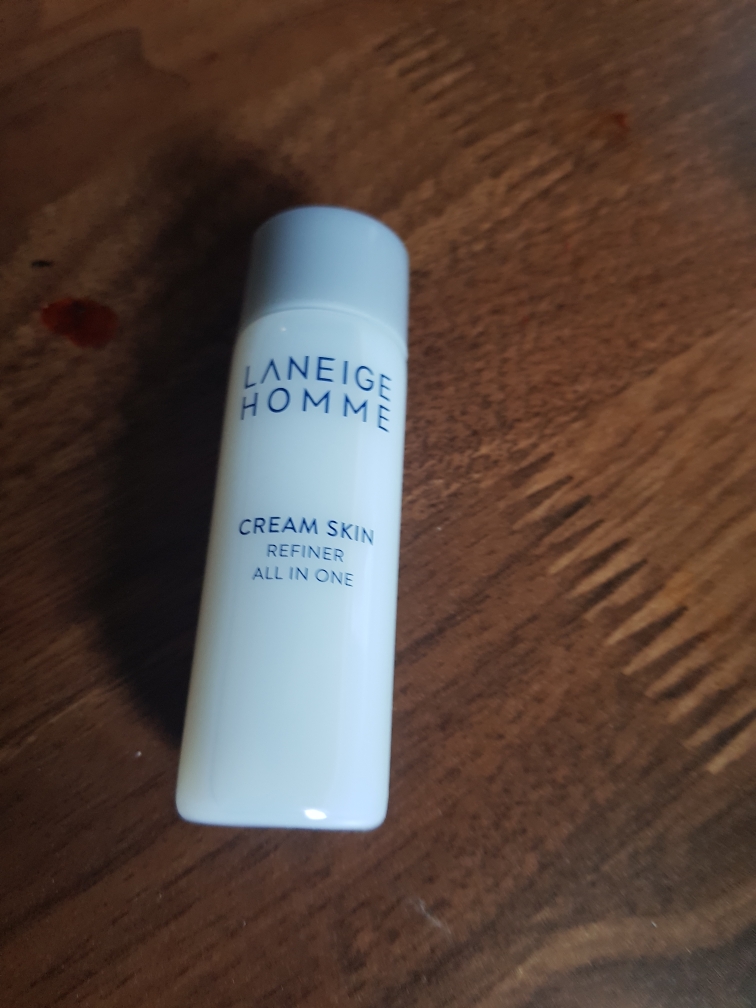 LANEIGE
HOMME
CREAM SKIN
REFINER
ALL IN ONE